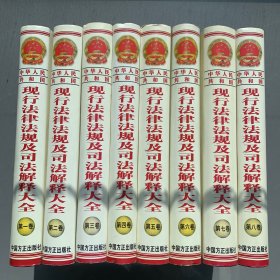 中华人民
共和国
现行法律法规及司法解释大全
第一卷
中国方正出版社
中华人民
共和国
现行法律法规及司法解释大全
第二卷
中国方正出版社
中华人民
共和国
现行法律法规及司法解释大全
第三卷
中国方正出版社
中华人民
共和国
现行法律法规及司法解释大全
第四卷
中国方正出版社
中华人民
共和国
现行法律法规及司法解释大全
第五卷
中国方正出版社
中华人民
共和国
现行法律法规及司法解释大全
第六卷
中国方正出版社
中华人民
共和国
现行法律法规及司法解释大全
第七卷
中国方正出版社
中华人民
共和国
现行法律法规及司法解释大全
第八卷
中国方正出版社